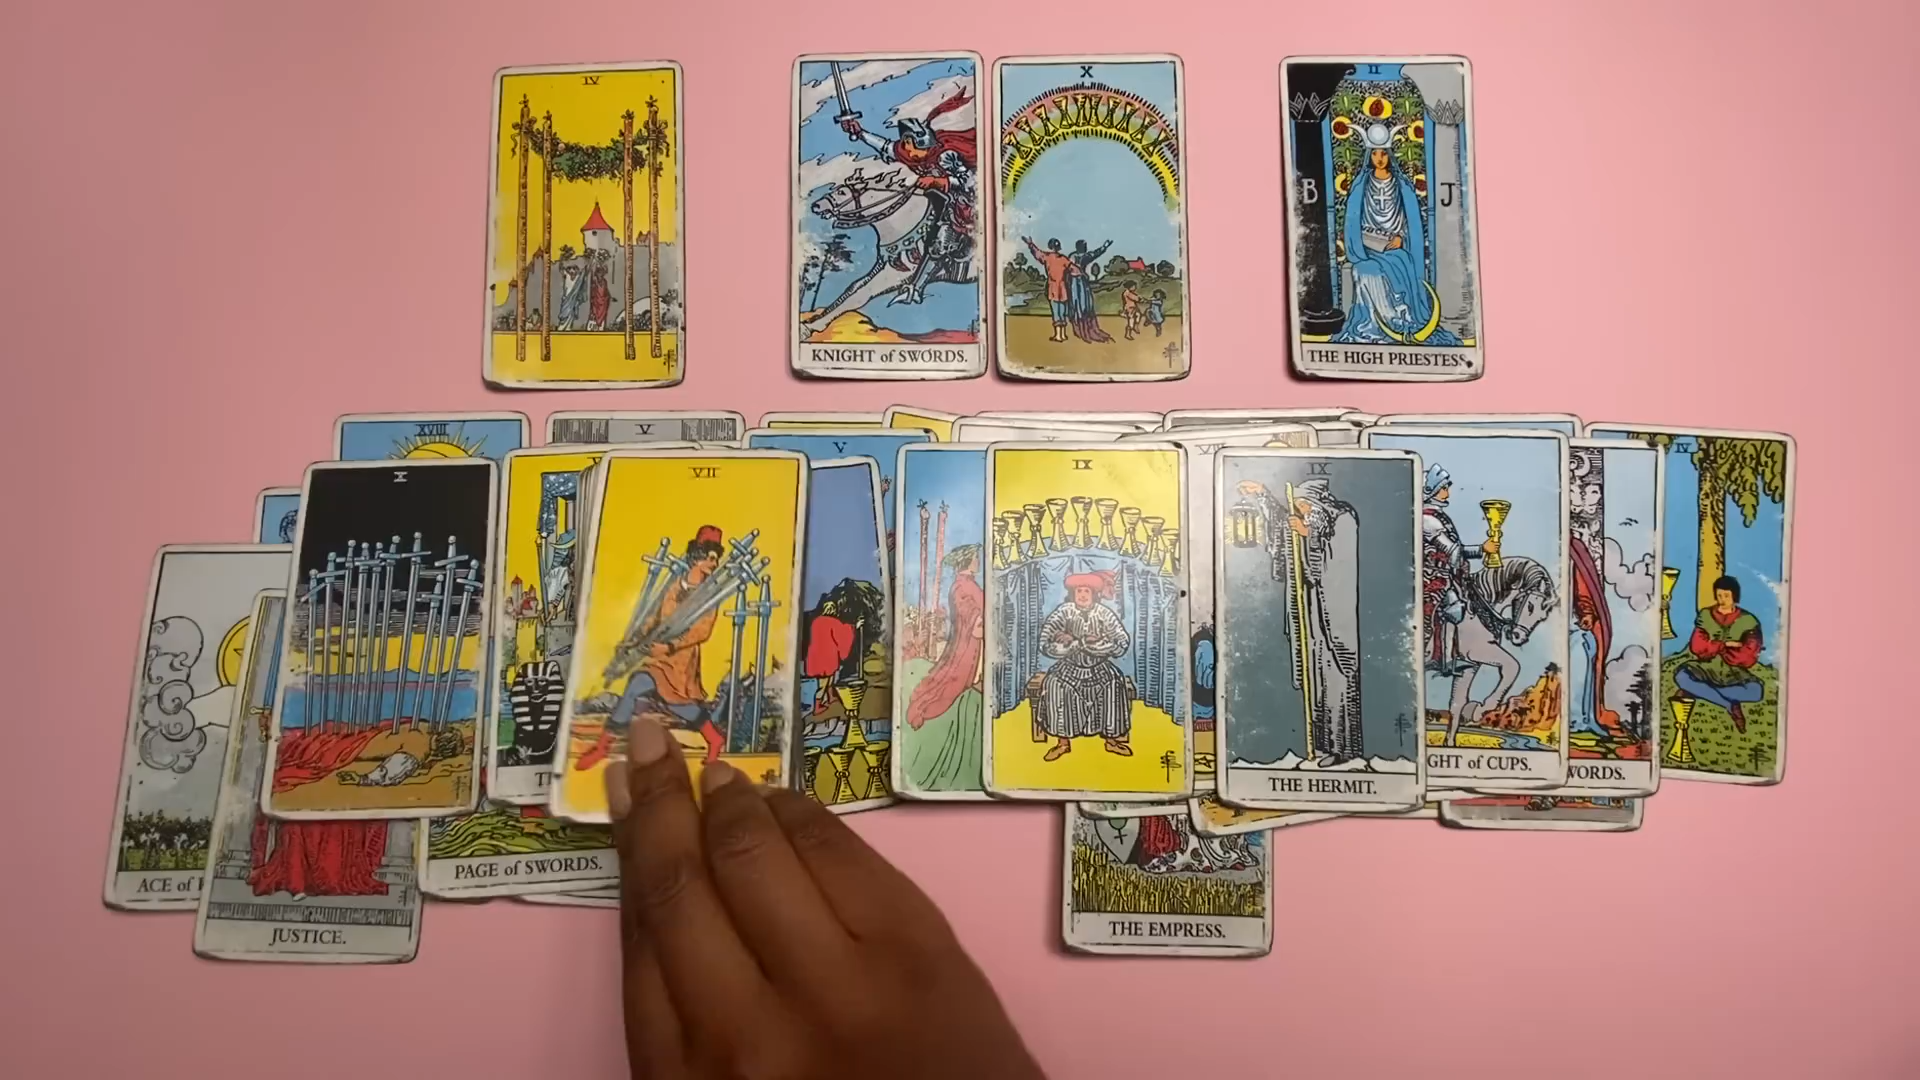 IV
KNIGHT of SWORDS.
X
II
B
J
THE HIGH PRIESTESS.
XVIII
V
X
V
VII
V
IX
VII
IX
IV
ACE of
JUSTICE.
PAGE of SWORDS.
T
THE EMPRESS.
THE HERMIT.
GHT of CUPS.
WORDS.